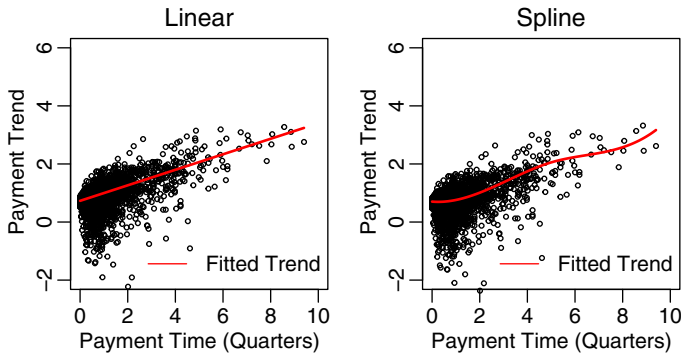 Linear
Payment Trend
6
4
2
0
−2
0 2 4 6 8 10
Payment Time (Quarters)
Fitted Trend
Spline
Payment Trend
6
4
2
0
−2
0 2 4 6 8 10
Payment Time (Quarters)
Fitted Trend